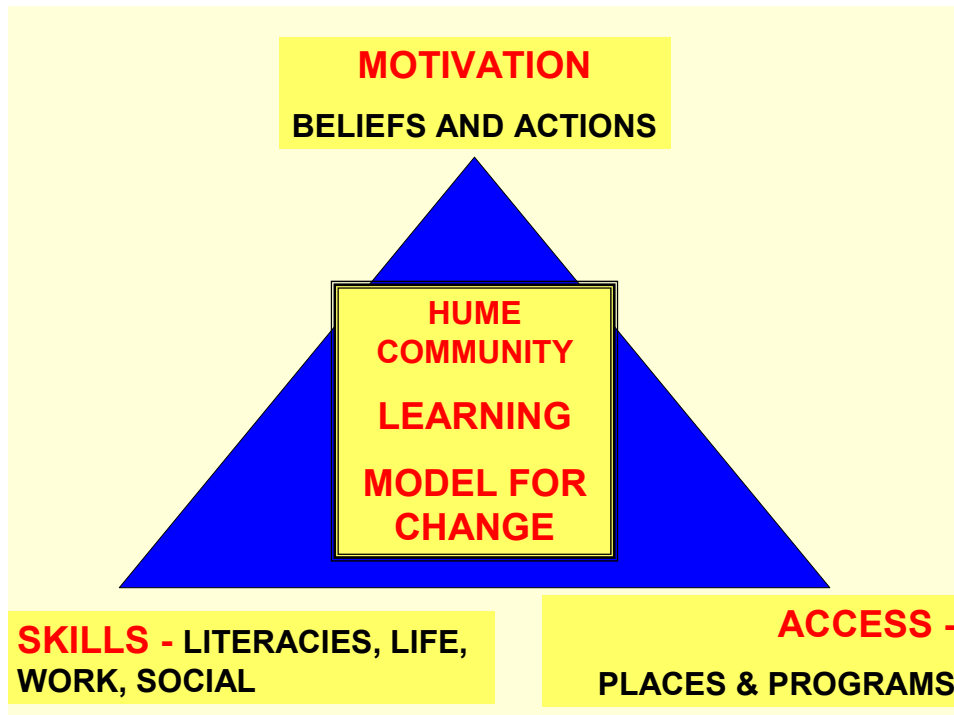 MOTIVATION
BELIEFS AND ACTIONS
HUME
COMMUNITY
LEARNING
MODEL FOR
CHANGE
SKILLS - LITERACIES, LIFE,
WORK, SOCIAL
ACCESS -
PLACES & PROGRAMS